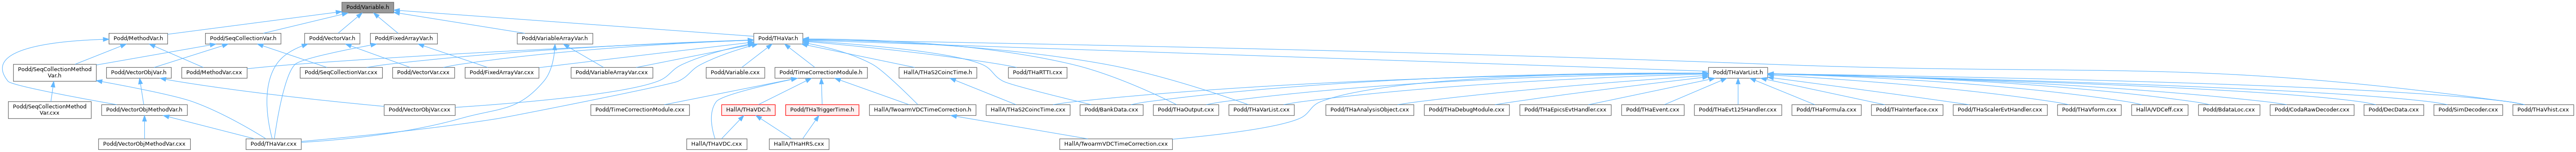 Podd/Variable.h
Podd/MethodVar.h
Podd/SeqCollectionVar.h
Podd/VectorVar.h
Podd/FixedArrayVar.h
Podd/VariableArrayVar.h
Podd/THaVar.h
Podd/SeqCollectionMethod
Var.h
Podd/VectorObjVar.h
Podd/MethodVar.cxx
Podd/SeqCollectionVar.cxx
Podd/VectorVar.cxx
Podd/FixedArrayVar.cxx
Podd/VariableArrayVar.cxx
Podd/Variable.cxx
Podd/TimeCorrectionModule.h
HallA/THaS2CoincTime.h
Podd/THaRTTI.cxx
Podd/THaVarList.h
Podd/SeqCollectionMethod
Var.cxx
Podd/VectorObjMethodVar.h
Podd/VectorObjVar.cxx
Podd/TimeCorrectionModule.cxx
HallA/THaVDC.h
Podd/THaTriggerTime.h
HallA/TwoarmVDCTimeCorrection.h
HallA/THaS2CoincTime.cxx
Podd/BankData.cxx
Podd/THaOutput.cxx
Podd/THaVarList.cxx
Podd/THaAnalysisObject.cxx
Podd/THaDebugModule.cxx
Podd/THaEpicsEvtHandler.cxx
Podd/THaEvent.cxx
Podd/THaEvt125Handler.cxx
Podd/THaFormula.cxx
Podd/THaInterface.cxx
Podd/THaScalerEvtHandler.cxx
Podd/THaVform.cxx
HallA/VDCeff.cxx
Podd/BdataLoc.cxx
Podd/CodaRawDecoder.cxx
Podd/DecData.cxx
Podd/SimDecoder.cxx
Podd/THaVhist.cxx
Podd/VectorObjMethodVar.cxx
Podd/THaVar.cxx
HallA/THaVDC.cxx
HallA/THaHRS.cxx
HallA/TwoarmVDCTimeCorrection.cxx